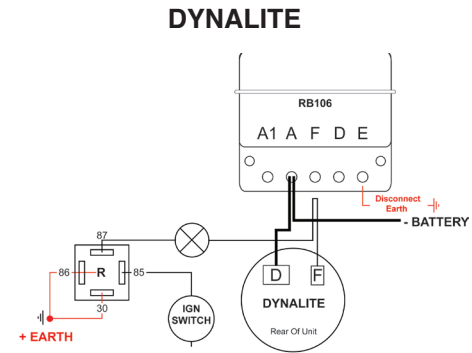 DYNALITE
RB106
A1 A F D E
Disconnect
Earth
- BATTERY
87
86 R 85
30
+ EARTH
IGN
SWITCH
D F
DYNALITE
Rear Of Unit